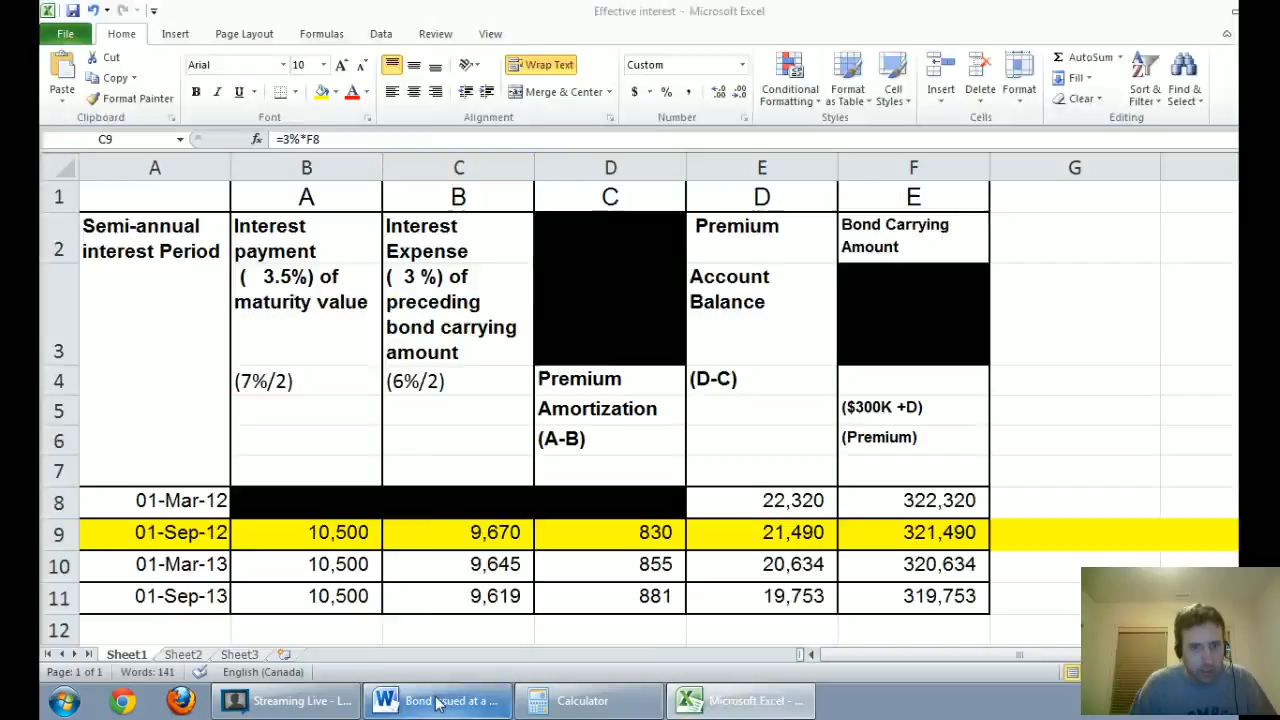 Effective interest - Microsoft Excel
File Home Insert Page Layout Formulas Data Review View
Paste Cut Copy Format Painter Clipboard
Arial 10 B I U A A A Font
Wrap Text Merge & Center Alignment
Custom $ % , Number
Conditional Formatting Format as Table Cell Styles Styles
Insert Delete Format Cells
Σ AutoSum Fill Clear Sort & Filter Find & Select Editing
C9 fx =3%*F8
A B C D E F G
1 A B C D E
2 Semi-annual interest Period
Interest payment
Interest Expense
Premium
Bond Carrying Amount
3 ( 3.5%) of maturity value
( 3 %) of preceding bond carrying amount
Account Balance
4 (7%/2) (6%/2) Premium (D-C)
5 Amortization ($300K +D)
6 (A-B) (Premium)
7
8 01-Mar-12 22,320 322,320
9 01-Sep-12 10,500 9,670 830 21,490 321,490
10 01-Mar-13 10,500 9,645 855 20,634 320,634
11 01-Sep-13 10,500 9,619 881 19,753 319,753
12
Sheet1 Sheet2 Sheet3
Page: 1 of 1 Words: 141 English (Canada)
Streaming Live - L... Bond issued at a ... Calculator Microsoft Excel - ...